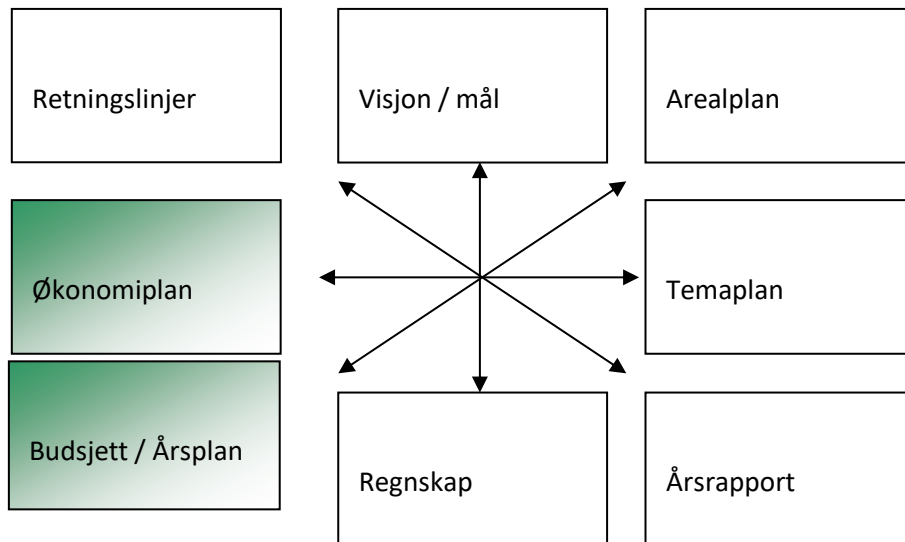 Retningslinjer
Visjon / mål
Arealplan
Økonomiplan
Temaplan
Budsjett / Årsplan
Regnskap
Årsrapport